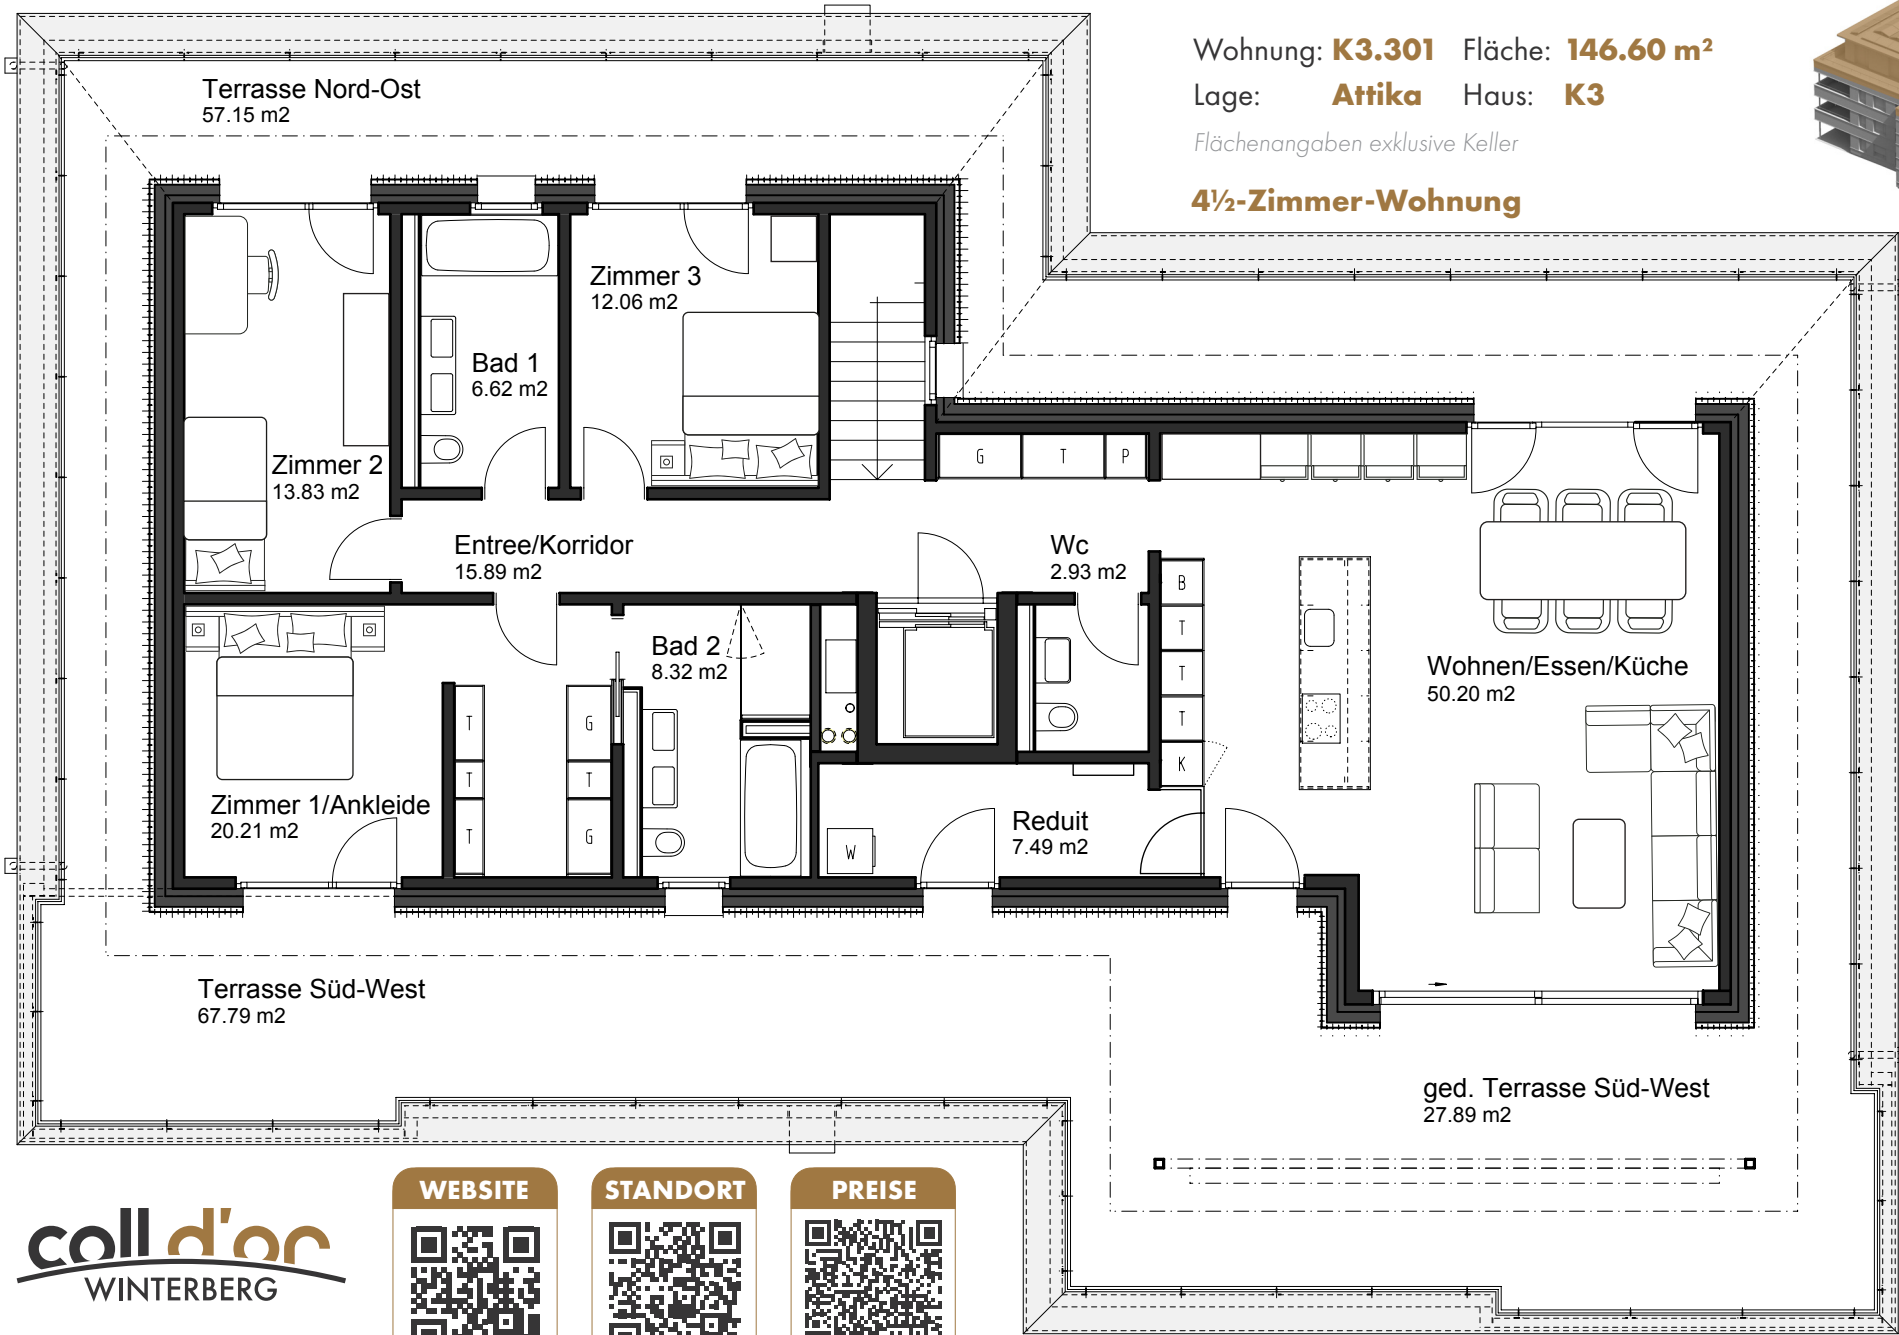 Wohnung: K3.301 Fläche: 146.60 m²
Lage: Attika Haus: K3
Flächenangaben exklusive Keller
4½-Zimmer-Wohnung
Terrasse Nord-Ost
57.15 m2
Zimmer 3
12.06 m2
Bad 1
6.62 m2
Zimmer 2
13.83 m2
G T P
Entree/Korridor
15.89 m2
Wc
2.93 m2
B
T
T
T
K
Bad 2
8.32 m2
Wohnen/Essen/Küche
50.20 m2
T
T
T
G
T
G
Zimmer 1/Ankleide
20.21 m2
Reduit
7.49 m2
W
Terrasse Süd-West
67.79 m2
ged. Terrasse Süd-West
27.89 m2
coll d'or
WINTERBERG
WEBSITE
STANDORT
PREISE